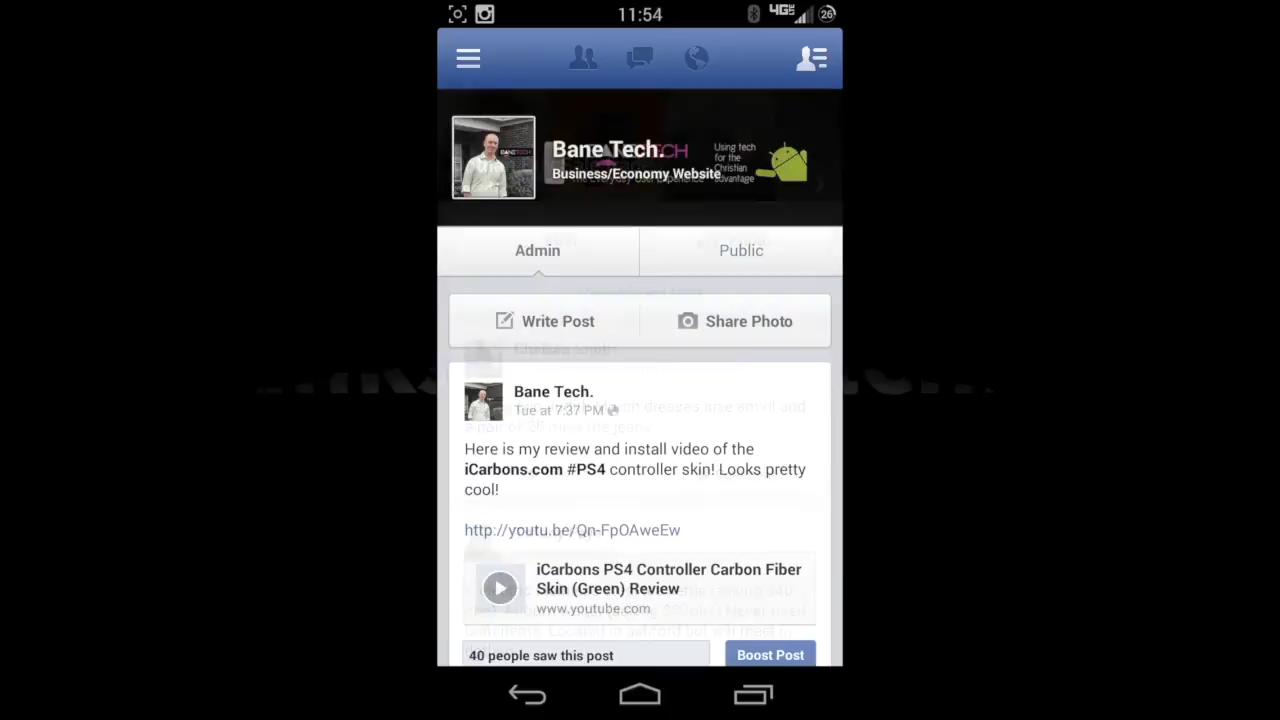 11:54
4G LTE
26
Bane Tech.
Business/Economy Website
Using tech
for the
Christian
advantage
Admin
Public
Write Post
Share Photo
Bane Tech.
Tue at 7:37 PM
Here is my review and install video of the
iCarbons.com #PS4 controller skin! Looks pretty
cool!
http://youtu.be/Qn-FpOAweEw
iCarbons PS4 Controller Carbon Fiber
Skin (Green) Review
www.youtube.com
40 people saw this post
Boost Post